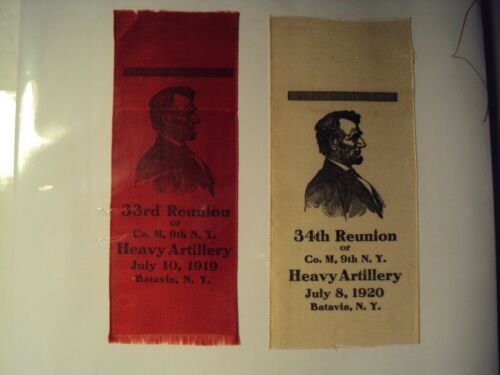 33rd Reunion
OF
Co. M, 9th N. Y.
Heavy Artillery
July 10, 1919
Batavia, N. Y.
34th Reunion
OF
Co. M, 9th N. Y.
Heavy Artillery
July 8, 1920
Batavia, N. Y.